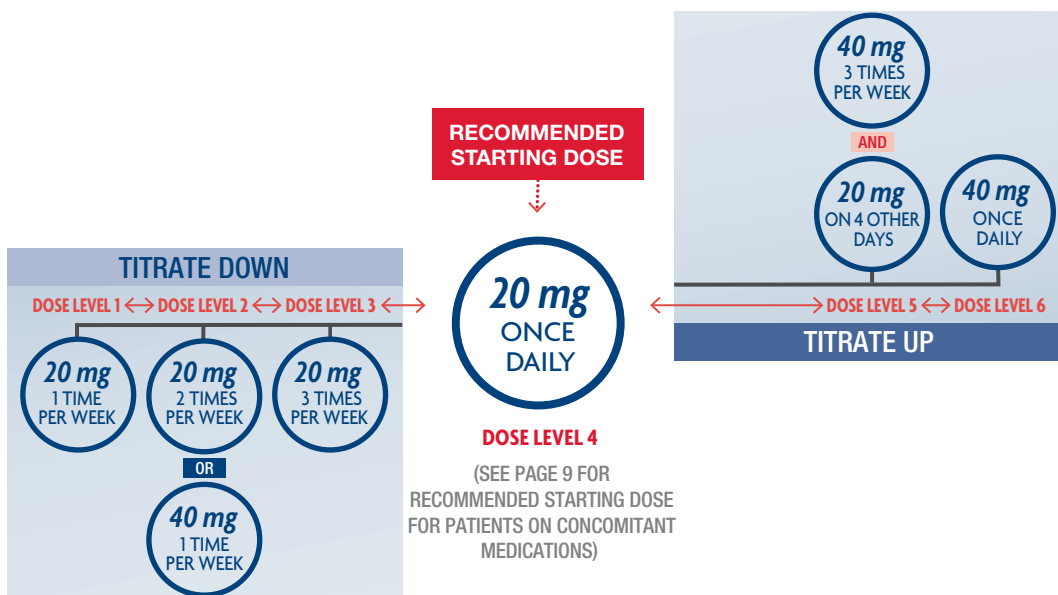 40 mg
3 TIMES
PER WEEK
AND
20 mg
ON 4 OTHER
DAYS
40 mg
ONCE
DAILY
RECOMMENDED
STARTING DOSE
TITRATE DOWN
DOSE LEVEL 1 ↔ DOSE LEVEL 2 ↔ DOSE LEVEL 3 ↔
20 mg
1 TIME
PER WEEK
20 mg
2 TIMES
PER WEEK
OR
40 mg
1 TIME
PER WEEK
20 mg
3 TIMES
PER WEEK
20 mg
ONCE
DAILY
DOSE LEVEL 4
(SEE PAGE 9 FOR
RECOMMENDED STARTING DOSE
FOR PATIENTS ON CONCOMITANT
MEDICATIONS)
↔ DOSE LEVEL 5 ↔ DOSE LEVEL 6
TITRATE UP